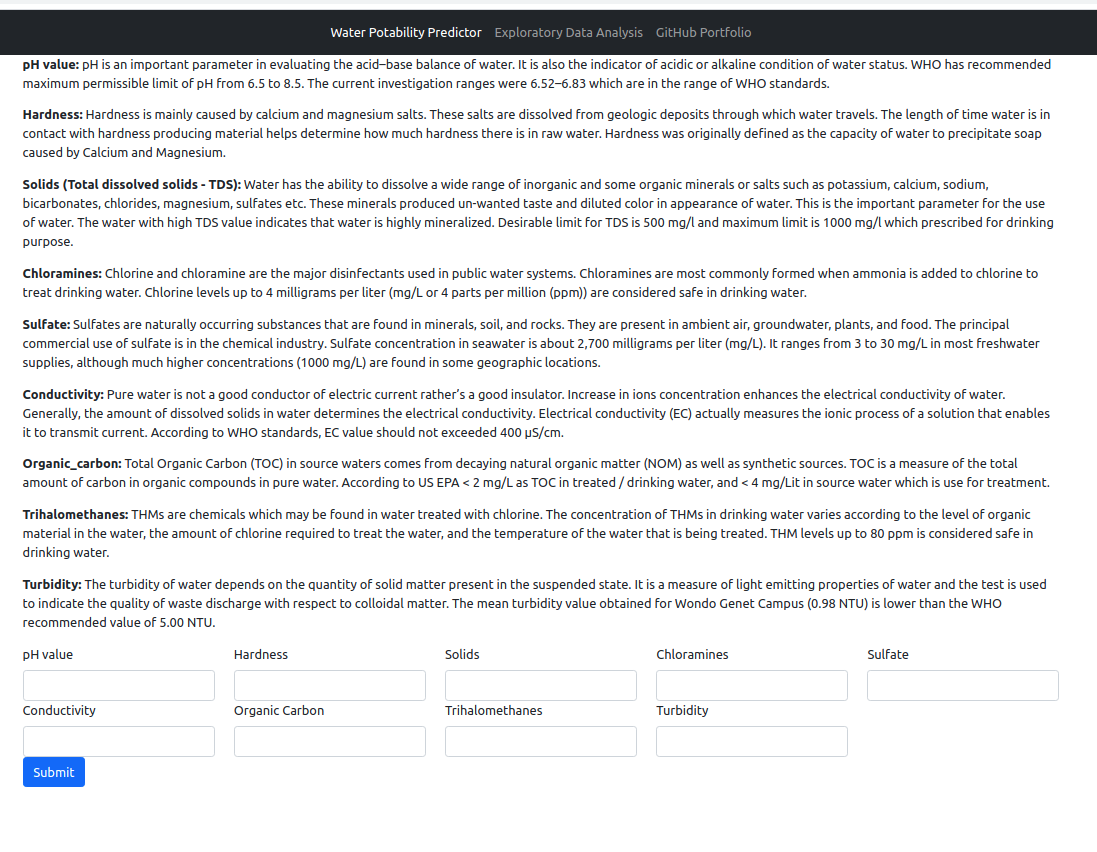 Water Potability Predictor Exploratory Data Analysis GitHub Portfolio
pH value: pH is an important parameter in evaluating the acid–base balance of water. It is also the indicator of acidic or alkaline condition of water status. WHO has recommended
maximum permissible limit of pH from 6.5 to 8.5. The current investigation ranges were 6.52–6.83 which are in the range of WHO standards.
Hardness: Hardness is mainly caused by calcium and magnesium salts. These salts are dissolved from geologic deposits through which water travels. The length of time water is in
contact with hardness producing material helps determine how much hardness there is in raw water. Hardness was originally defined as the capacity of water to precipitate soap
caused by Calcium and Magnesium.
Solids (Total dissolved solids - TDS): Water has the ability to dissolve a wide range of inorganic and some organic minerals or salts such as potassium, calcium, sodium,
bicarbonates, chlorides, magnesium, sulfates etc. These minerals produced un-wanted taste and diluted color in appearance of water. This is the important parameter for the use
of water. The water with high TDS value indicates that water is highly mineralized. Desirable limit for TDS is 500 mg/l and maximum limit is 1000 mg/l which prescribed for drinking
purpose.
Chloramines: Chlorine and chloramine are the major disinfectants used in public water systems. Chloramines are most commonly formed when ammonia is added to chlorine to
treat drinking water. Chlorine levels up to 4 milligrams per liter (mg/L or 4 parts per million (ppm)) are considered safe in drinking water.
Sulfate: Sulfates are naturally occurring substances that are found in minerals, soil, and rocks. They are present in ambient air, groundwater, plants, and food. The principal
commercial use of sulfate is in the chemical industry. Sulfate concentration in seawater is about 2,700 milligrams per liter (mg/L). It ranges from 3 to 30 mg/L in most freshwater
supplies, although much higher concentrations (1000 mg/L) are found in some geographic locations.
Conductivity: Pure water is not a good conductor of electric current rather's a good insulator. Increase in ions concentration enhances the electrical conductivity of water.
Generally, the amount of dissolved solids in water determines the electrical conductivity. Electrical conductivity (EC) actually measures the ionic process of a solution that enables
it to transmit current. According to WHO standards, EC value should not exceeded 400 μS/cm.
Organic_carbon: Total Organic Carbon (TOC) in source waters comes from decaying natural organic matter (NOM) as well as synthetic sources. TOC is a measure of the total
amount of carbon in organic compounds in pure water. According to US EPA < 2 mg/L as TOC in treated / drinking water, and < 4 mg/Lit in source water which is use for treatment.
Trihalomethanes: THMs are chemicals which may be found in water treated with chlorine. The concentration of THMs in drinking water varies according to the level of organic
material in the water, the amount of chlorine required to treat the water, and the temperature of the water that is being treated. THM levels up to 80 ppm is considered safe in
drinking water.
Turbidity: The turbidity of water depends on the quantity of solid matter present in the suspended state. It is a measure of light emitting properties of water and the test is used
to indicate the quality of waste discharge with respect to colloidal matter. The mean turbidity value obtained for Wondo Genet Campus (0.98 NTU) is lower than the WHO
recommended value of 5.00 NTU.
pH value Hardness Solids Chloramines Sulfate
Conductivity Organic Carbon Trihalomethanes Turbidity
Submit